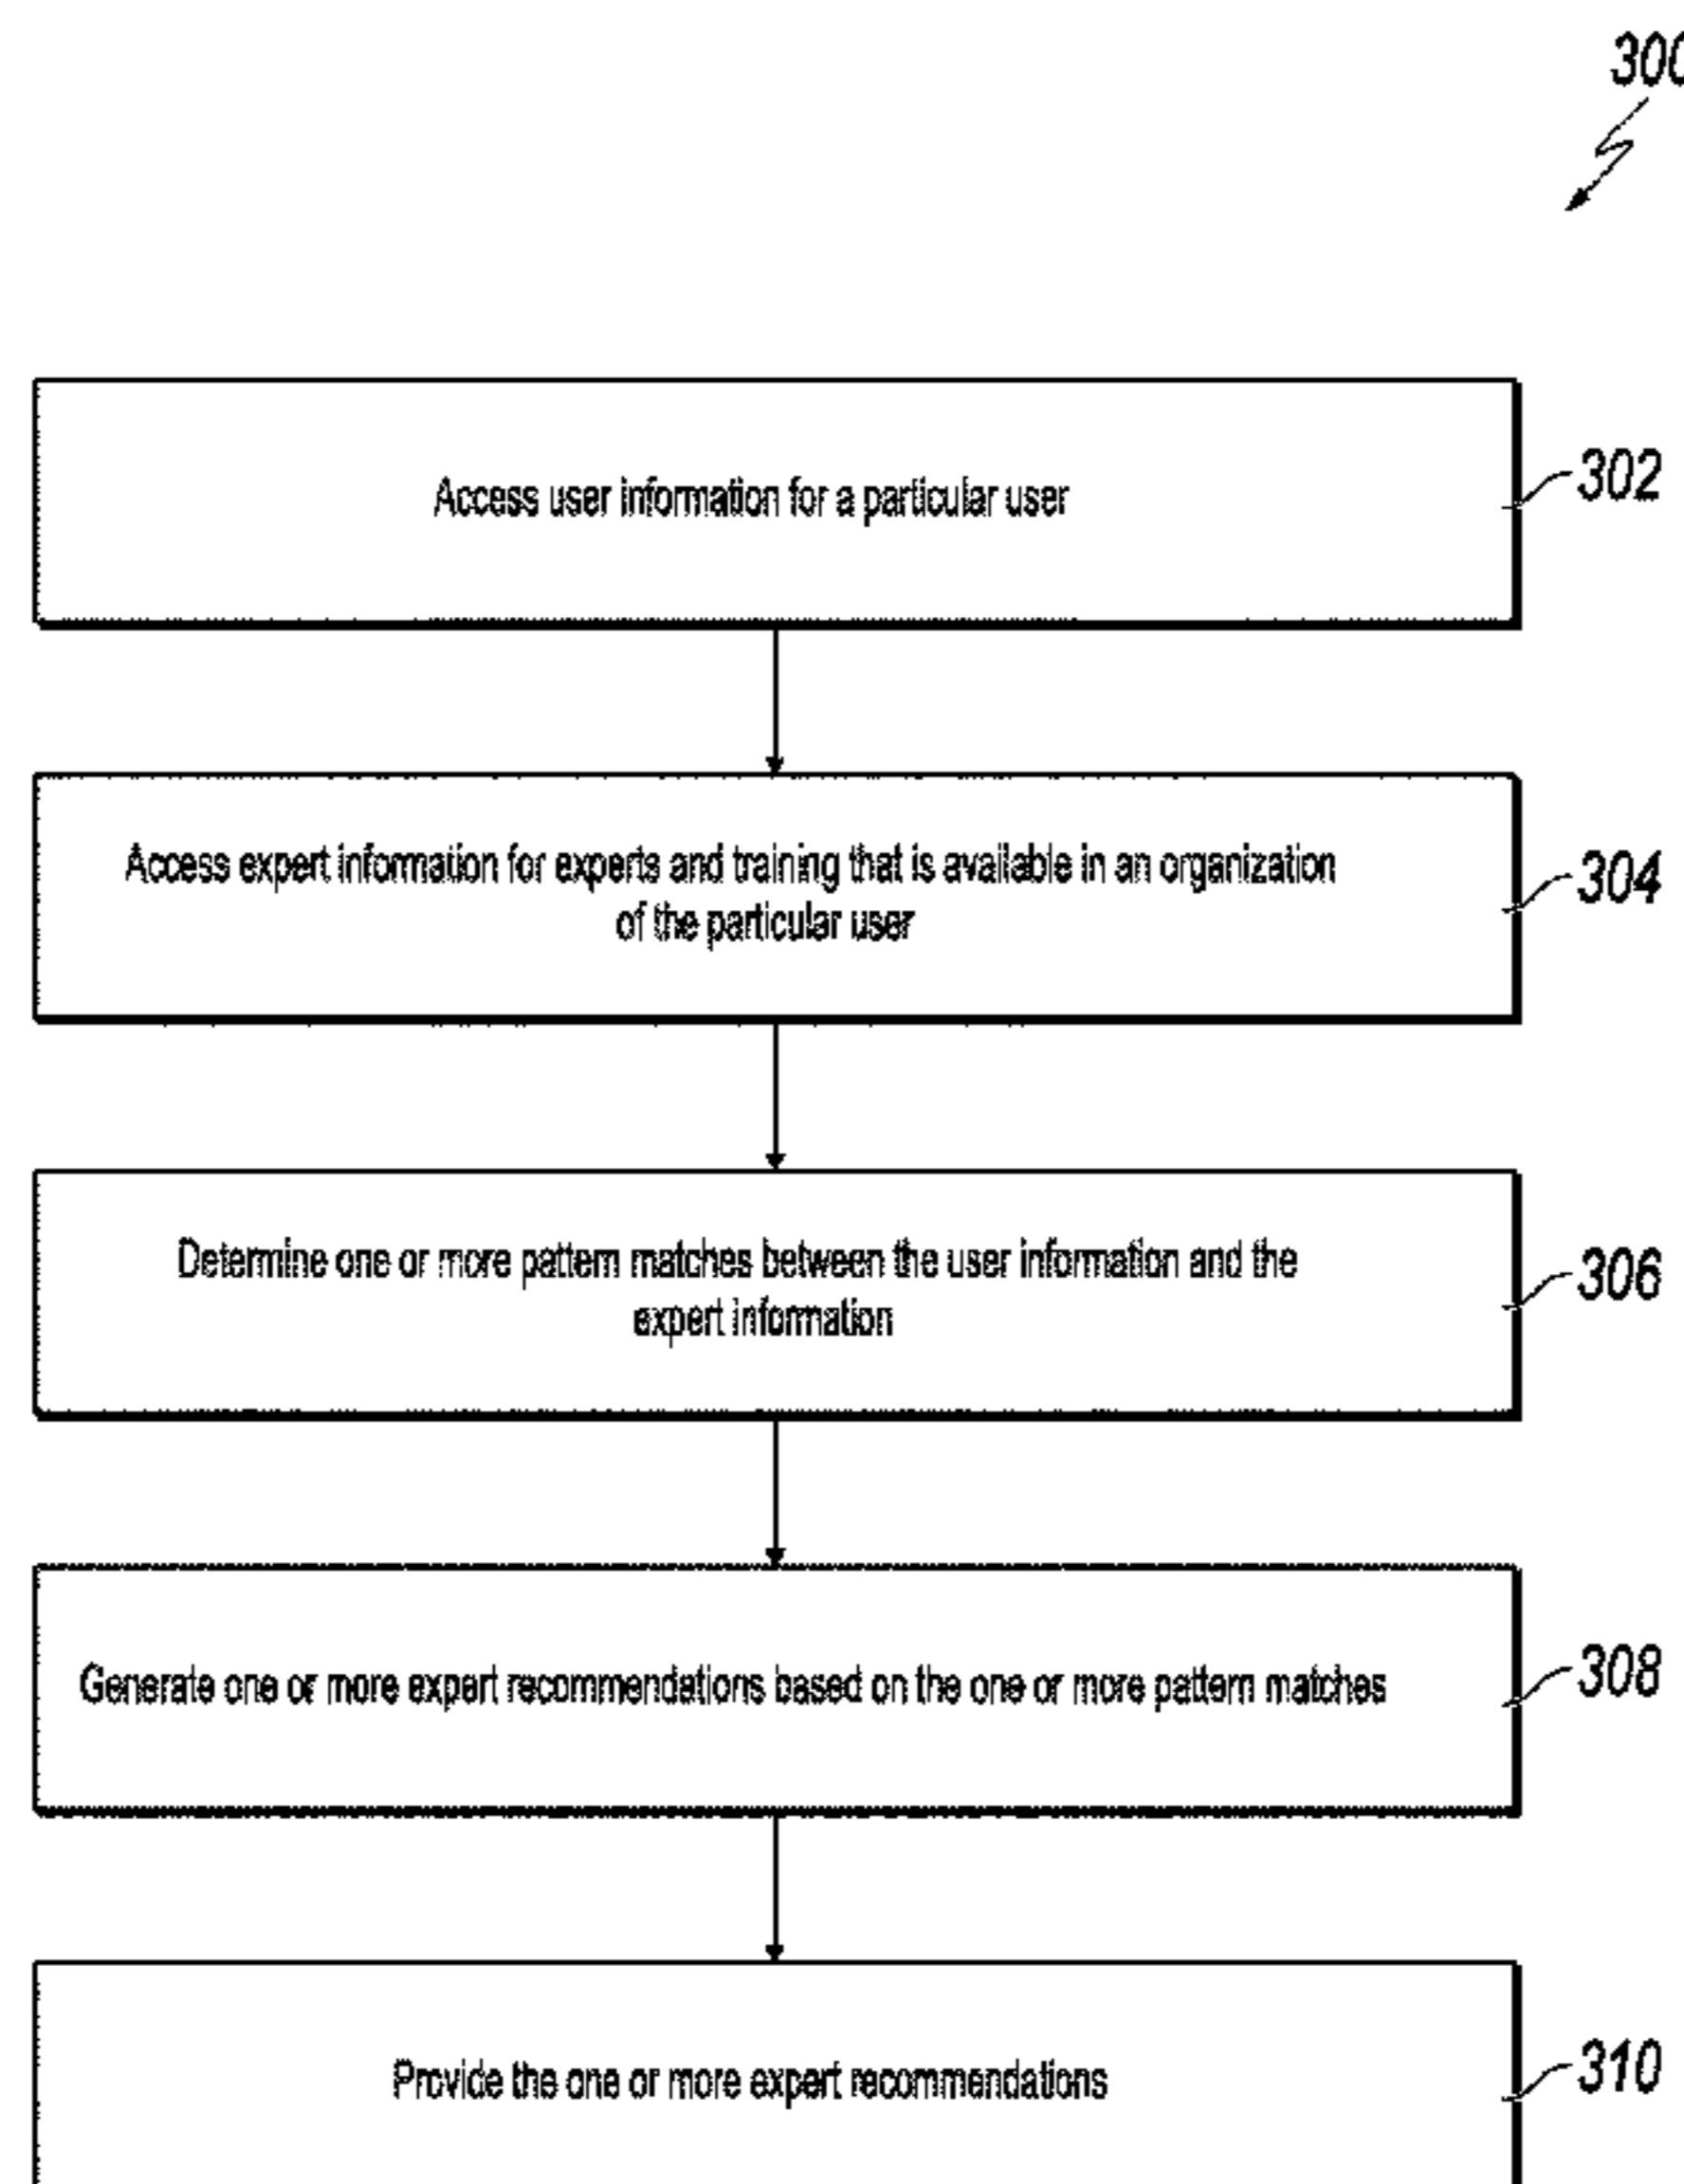 300
Access user information for a particular user
302
Access expert information for experts and training that is available in an organization
of the particular user
304
Determine one or more pattern matches between the user information and the
expert information
306
Generate one or more expert recommendations based on the one or more pattern matches
308
Provide the one or more expert recommendations
310